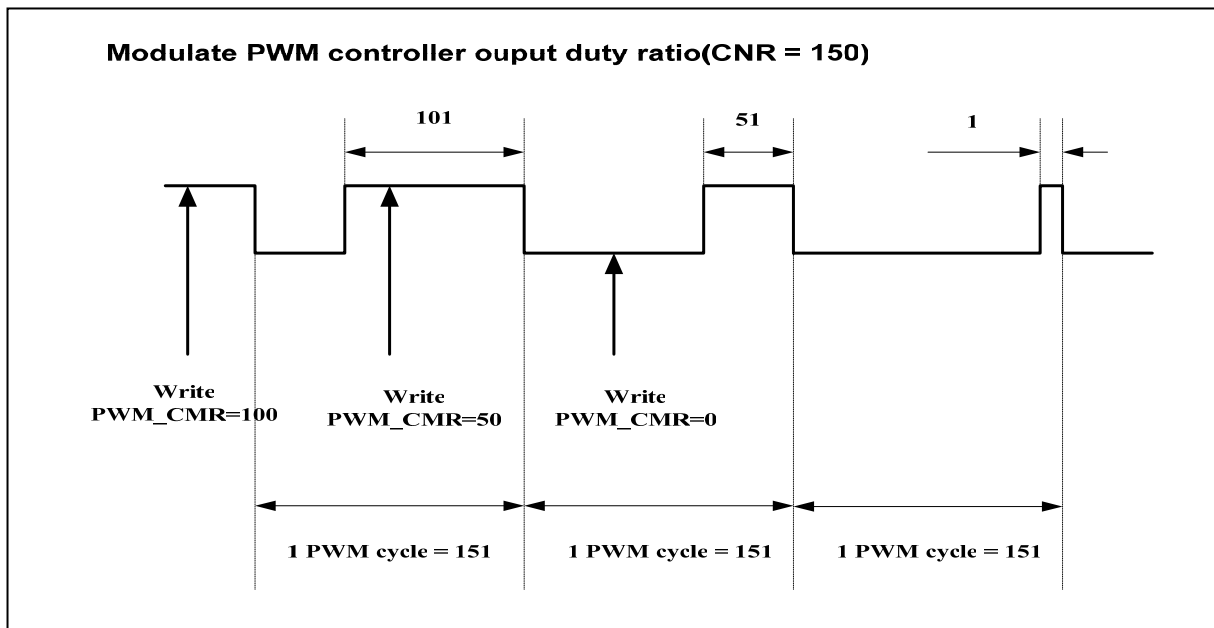 Modulate PWM controller ouput duty ratio(CNR = 150)
101
51
1
Write
PWM_CMR=100
Write
PWM_CMR=50
Write
PWM_CMR=0
1 PWM cycle = 151
1 PWM cycle = 151
1 PWM cycle = 151